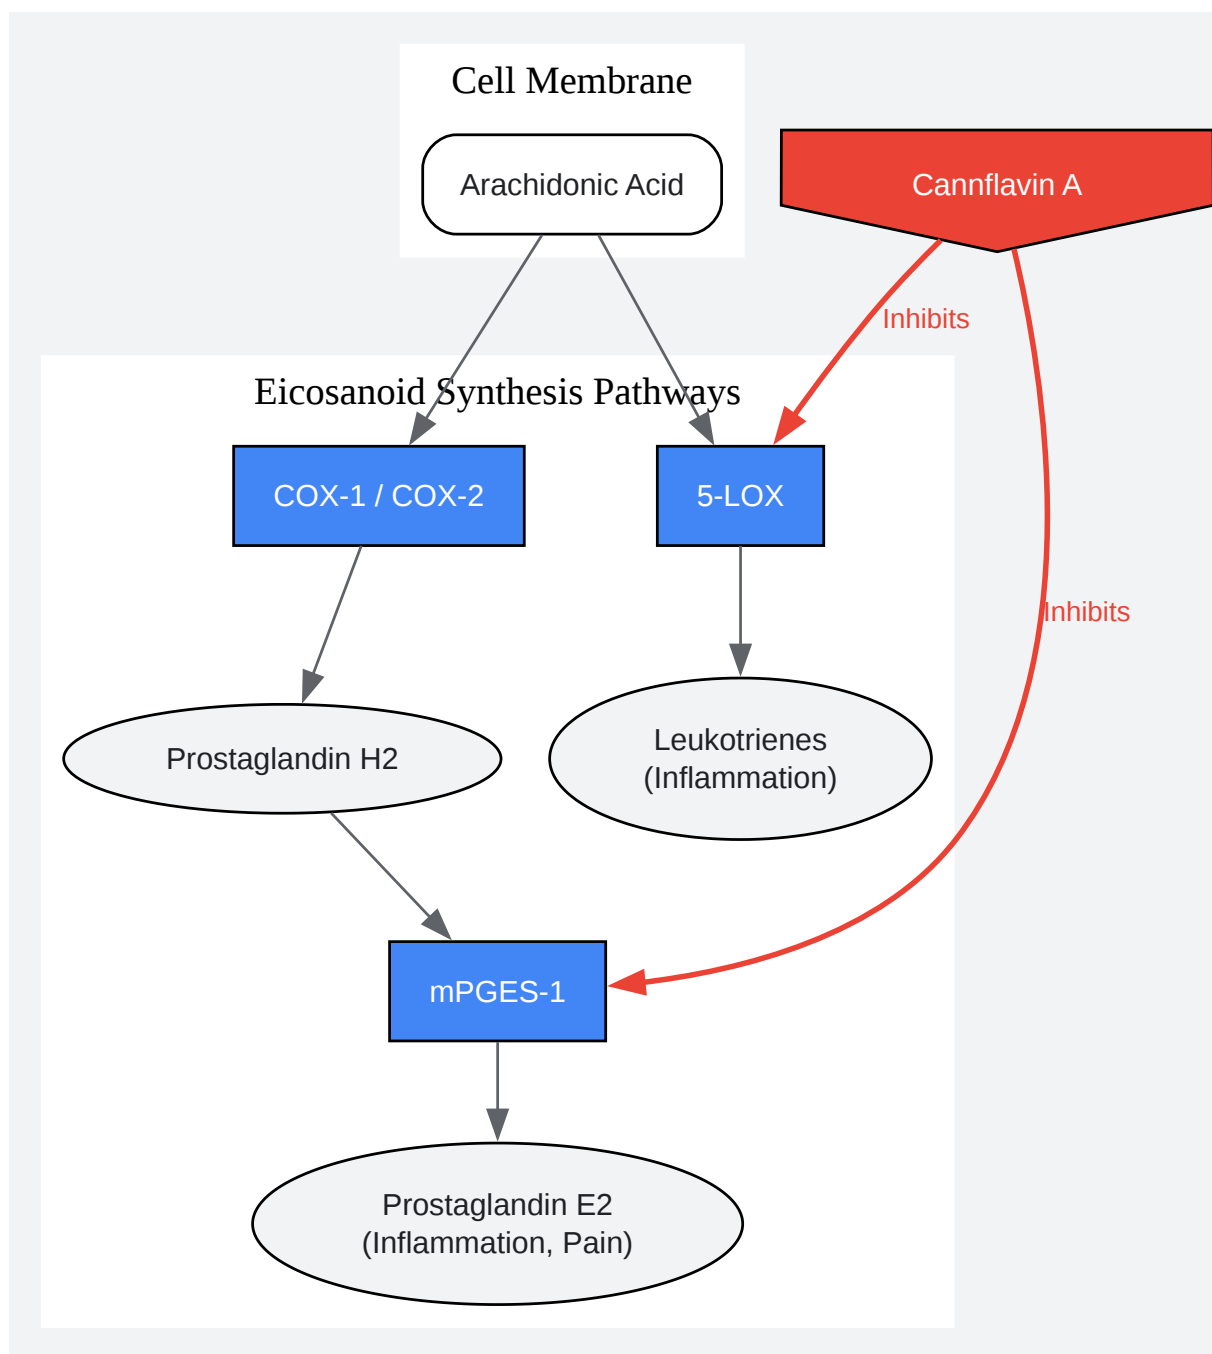 Cell Membrane
Arachidonic Acid
Cannflavin A
Inhibits
Eicosanoid Synthesis Pathways
COX-1 / COX-2
5-LOX
Inhibits
Prostaglandin H2
Leukotrienes
(Inflammation)
mPGES-1
Prostaglandin E2
(Inflammation, Pain)